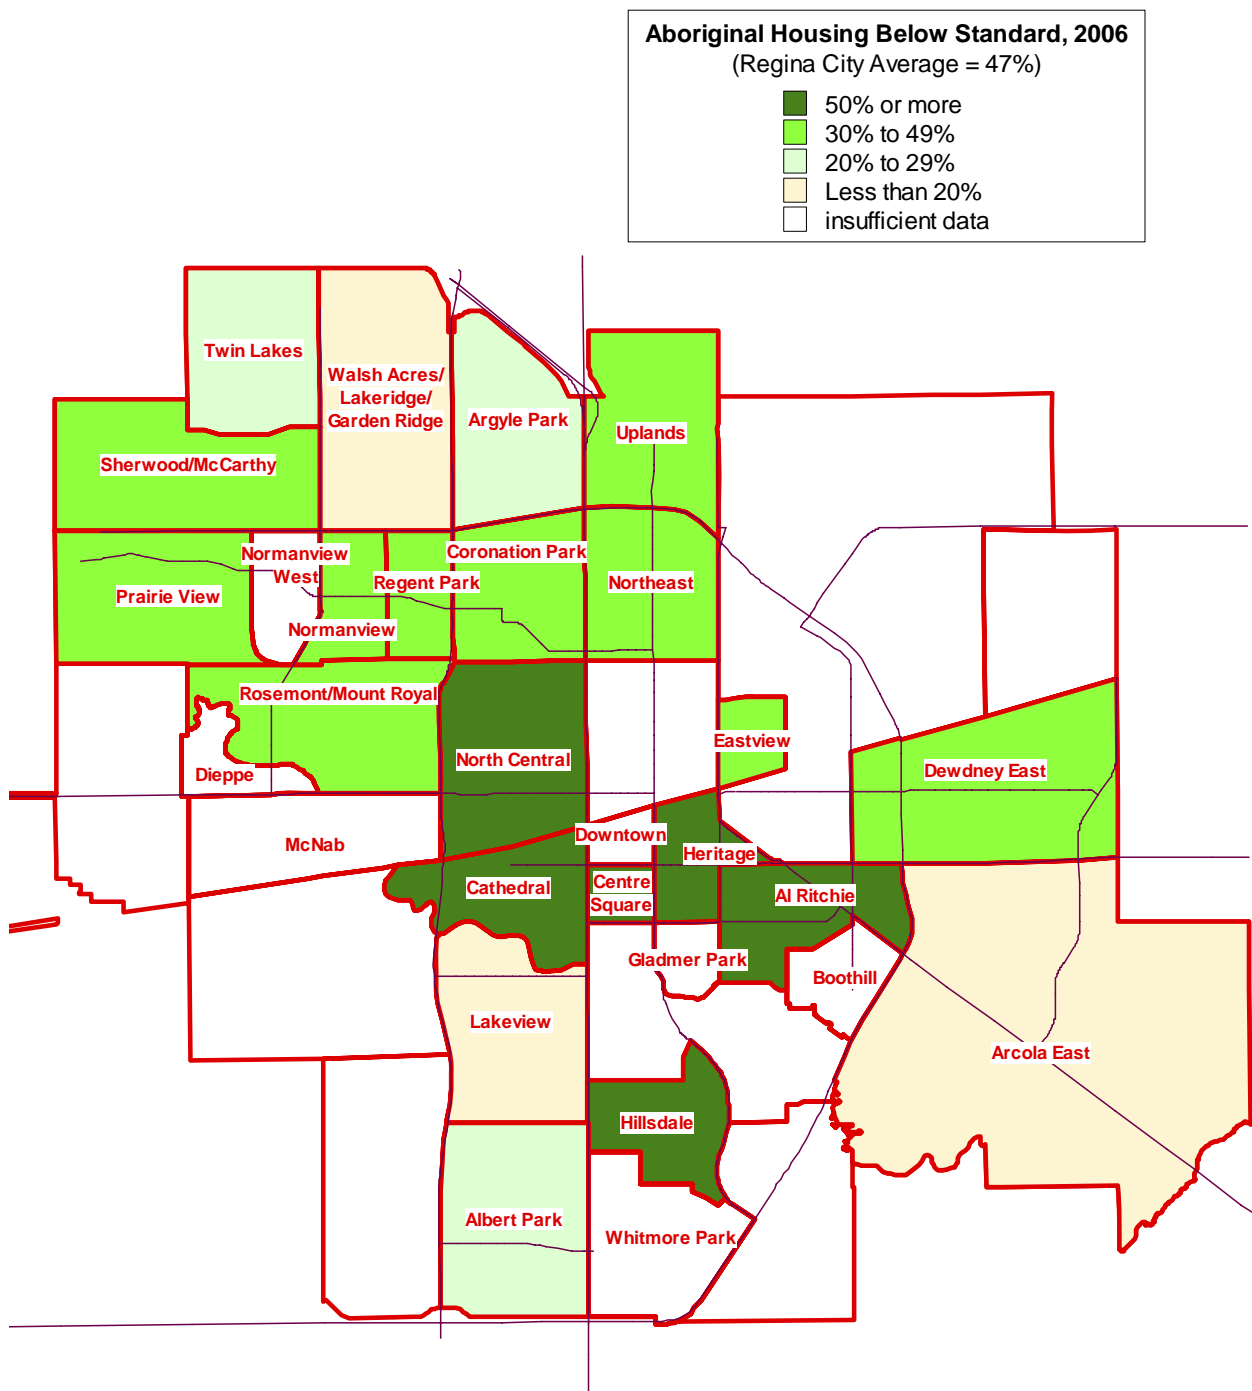 Aboriginal Housing Below Standard, 2006
(Regina City Average = 47%)
50% or more
30% to 49%
20% to 29%
Less than 20%
insufficient data
Twin Lakes
Walsh Acres/
Lakeridge/
Garden Ridge
Argyle Park
Uplands
Sherwood/McCarthy
Normanview
West
Coronation Park
Regent Park
Northeast
Prairie View
Normanview
Rosemont/Mount Royal
Eastview
North Central
Dieppe
Dewdney East
Downtown
McNab
Heritage
Cathedral
Centre
Square
Al Ritchie
Gladmer Park
Boothill
Lakeview
Arcola East
Hillsdale
Albert Park
Whitmore Park